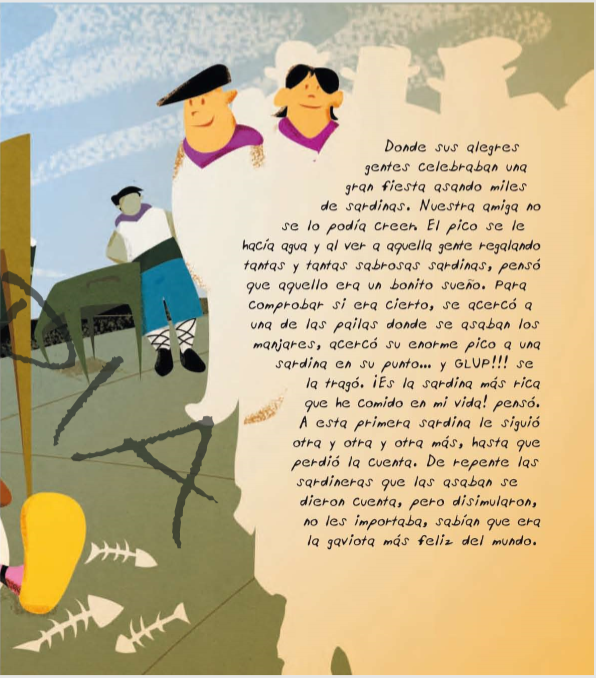 Donde sus alegres
gentes celebraban una
gran fiesta asando miles
de sardinas. Nuestra amiga no
se lo podía creer. El pico se le
hacía agua y al ver a aquella gente regalando
tantas y tantas sabrosas sardinas, pensó
que aquello era un bonito sueño. Para
comprobar si era cierto, se acercó a
una de las pailas donde se asaban los
manjares, acercó su enorme pico a una
sardina en su punto... y GLUP!!! se
la tragó. ¡Es la sardina más rica
que he comido en mi vida! pensó.
A esta primera sardina le siguió
otra y otra y otra más, hasta que
perdió la cuenta. De repente las
sardineras que las asaban se
dieron cuenta, pero disimularon,
no les importaba, sabían que era
la gaviota más feliz del mundo.